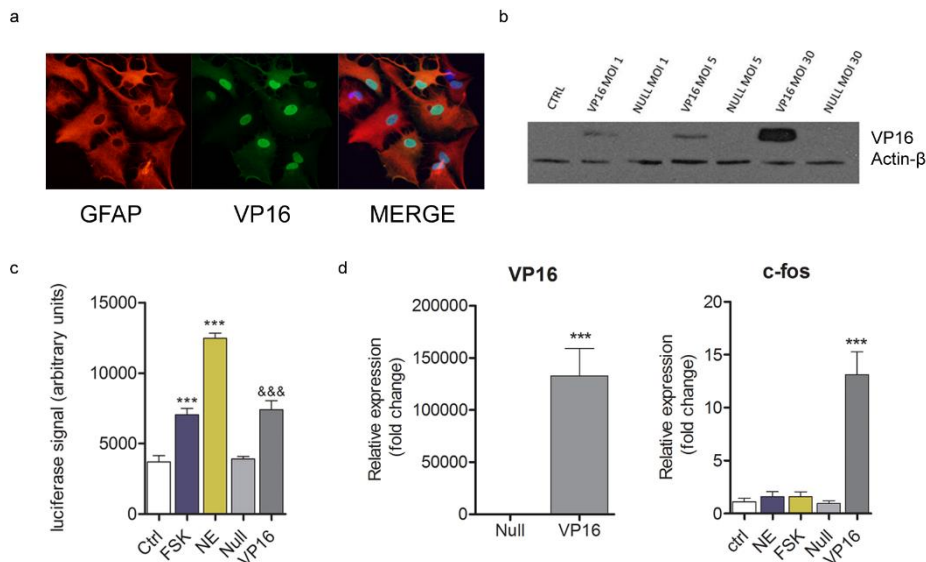 a
GFAP
VP16
MERGE
b
CTRL
VP16 MOI 1
NULL MOI 1
VP16 MOI 5
NULL MOI 5
VP16 MOI 30
NULL MOI 30
VP16
Actin-β
c
luciferase signal (arbitrary units)
15000
10000
5000
0
***
***
&&&
Ctrl
FSK
NE
Null
VP16
d
VP16
Relative expression
(fold change)
200000
150000
100000
50000
0
***
Null
VP16
c-fos
Relative expression
(fold change)
20
15
10
5
0
***
ctrl
NE
FSK
Null
VP16